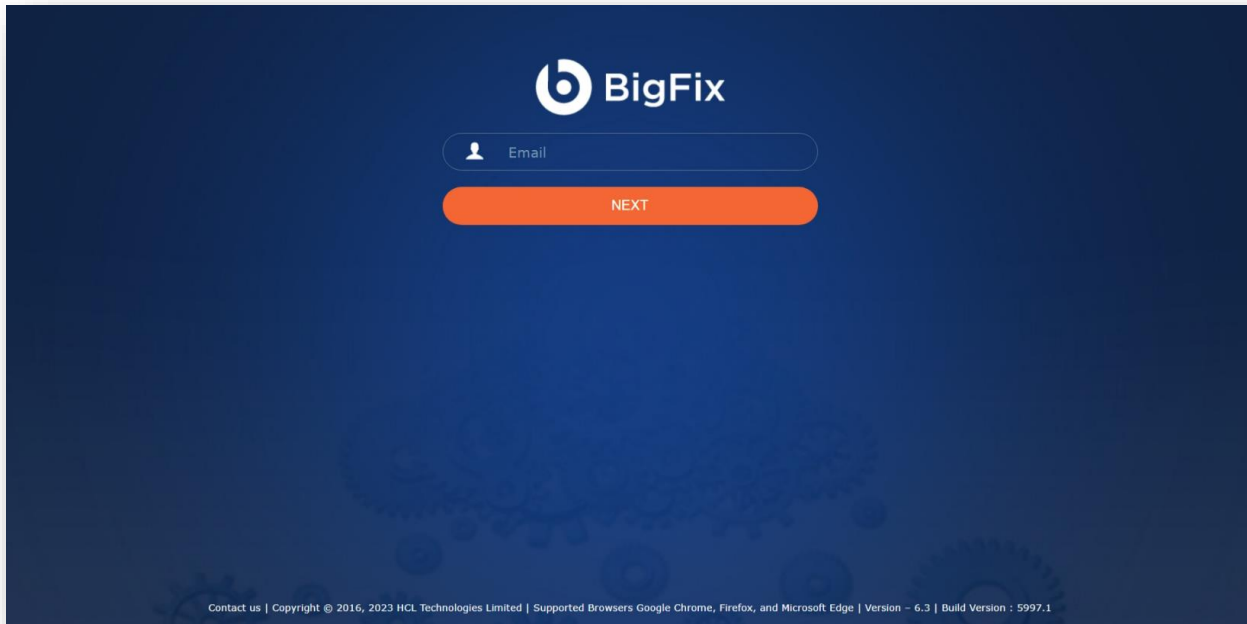 BigFix
Email
NEXT
Contact us | Copyright © 2016, 2023 HCL Technologies Limited | Supported Browsers Google Chrome, Firefox, and Microsoft Edge | Version – 6.3 | Build Version : 5997.1